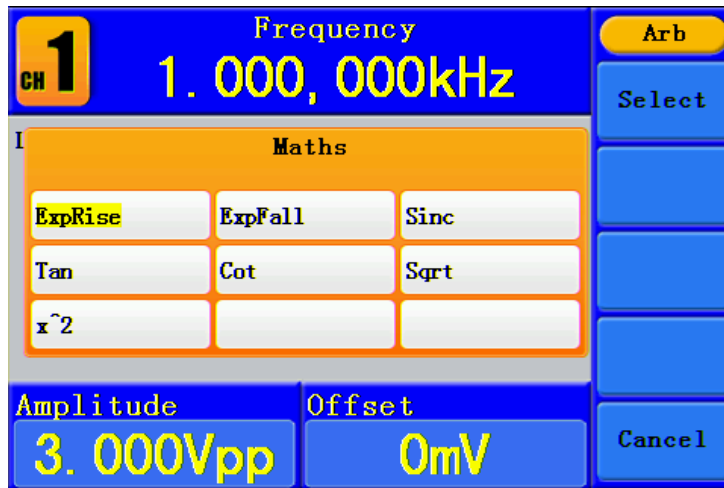 CH 1
Frequency
1.000,000kHz
Arb
Select
Maths
ExpRise ExpFall Sinc
Tan Cot Sqrt
x^2
Amplitude
3.000Vpp
Offset
0mV
Cancel